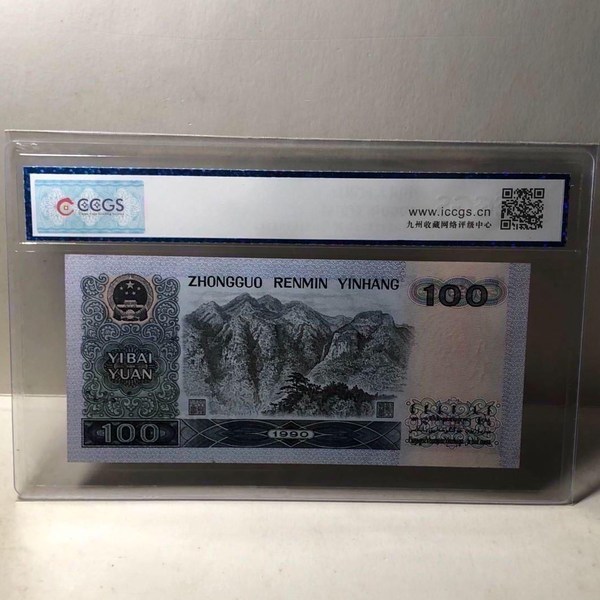 CCGS
www.iccgs.cn
九州收藏网络评级中心
ZHONGGUO RENMIN YINHANG
100
YIBAI
YUAN
100
1990